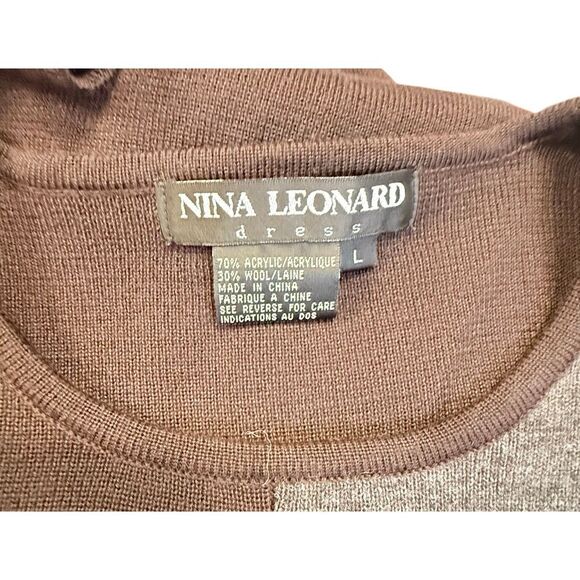 NINA LEONARD
dress
L
70% ACRYLIC/ACRYLIQUE
30% WOOL/LAINE
MADE IN CHINA
FABRIQUE A CHINE
SEE REVERSE FOR CARE
INDICATIONS AU DOS